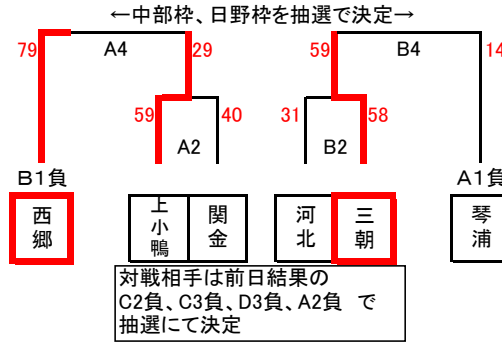 ←中部枠、日野枠を抽選で決定→
79 A4 29 59 B4 14
59 A2 40 31 B2 58
B1負 A1負
西郷 上小鴨 関金 河北 三朝 琴浦
対戦相手は前日結果の
C2負、C3負、D3負、A2負 で
抽選にて決定